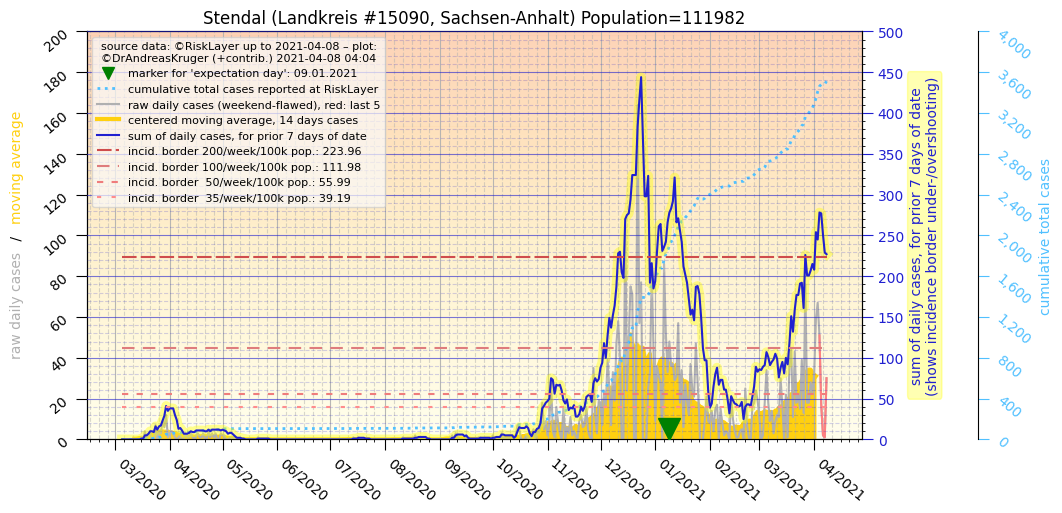 Stendal (Landkreis #15090, Sachsen-Anhalt) Population=111982
source data: ©RiskLayer up to 2021-04-08 – plot:
©DrAndreasKruger (+contrib.) 2021-04-08 04:04
marker for 'expectation day': 09.01.2021
cumulative total cases reported at RiskLayer
raw daily cases (weekend-flawed), red: last 5
centered moving average, 14 days cases
sum of daily cases, for prior 7 days of date
incid. border 200/week/100k pop.: 223.96
incid. border 100/week/100k pop.: 111.98
incid. border  50/week/100k pop.: 55.99
incid. border  35/week/100k pop.: 39.19
raw daily cases  /  moving average
200
180
160
140
120
100
80
60
40
20
0
03/2020
04/2020
05/2020
06/2020
07/2020
08/2020
09/2020
10/2020
11/2020
12/2020
01/2021
02/2021
03/2021
04/2021
500
450
400
350
300
250
200
150
100
50
0
sum of daily cases, for prior 7 days of date
(shows incidence border under-/overshooting)
4,000
3,600
3,200
2,800
2,400
2,000
1,600
1,200
800
400
0
cumulative total cases